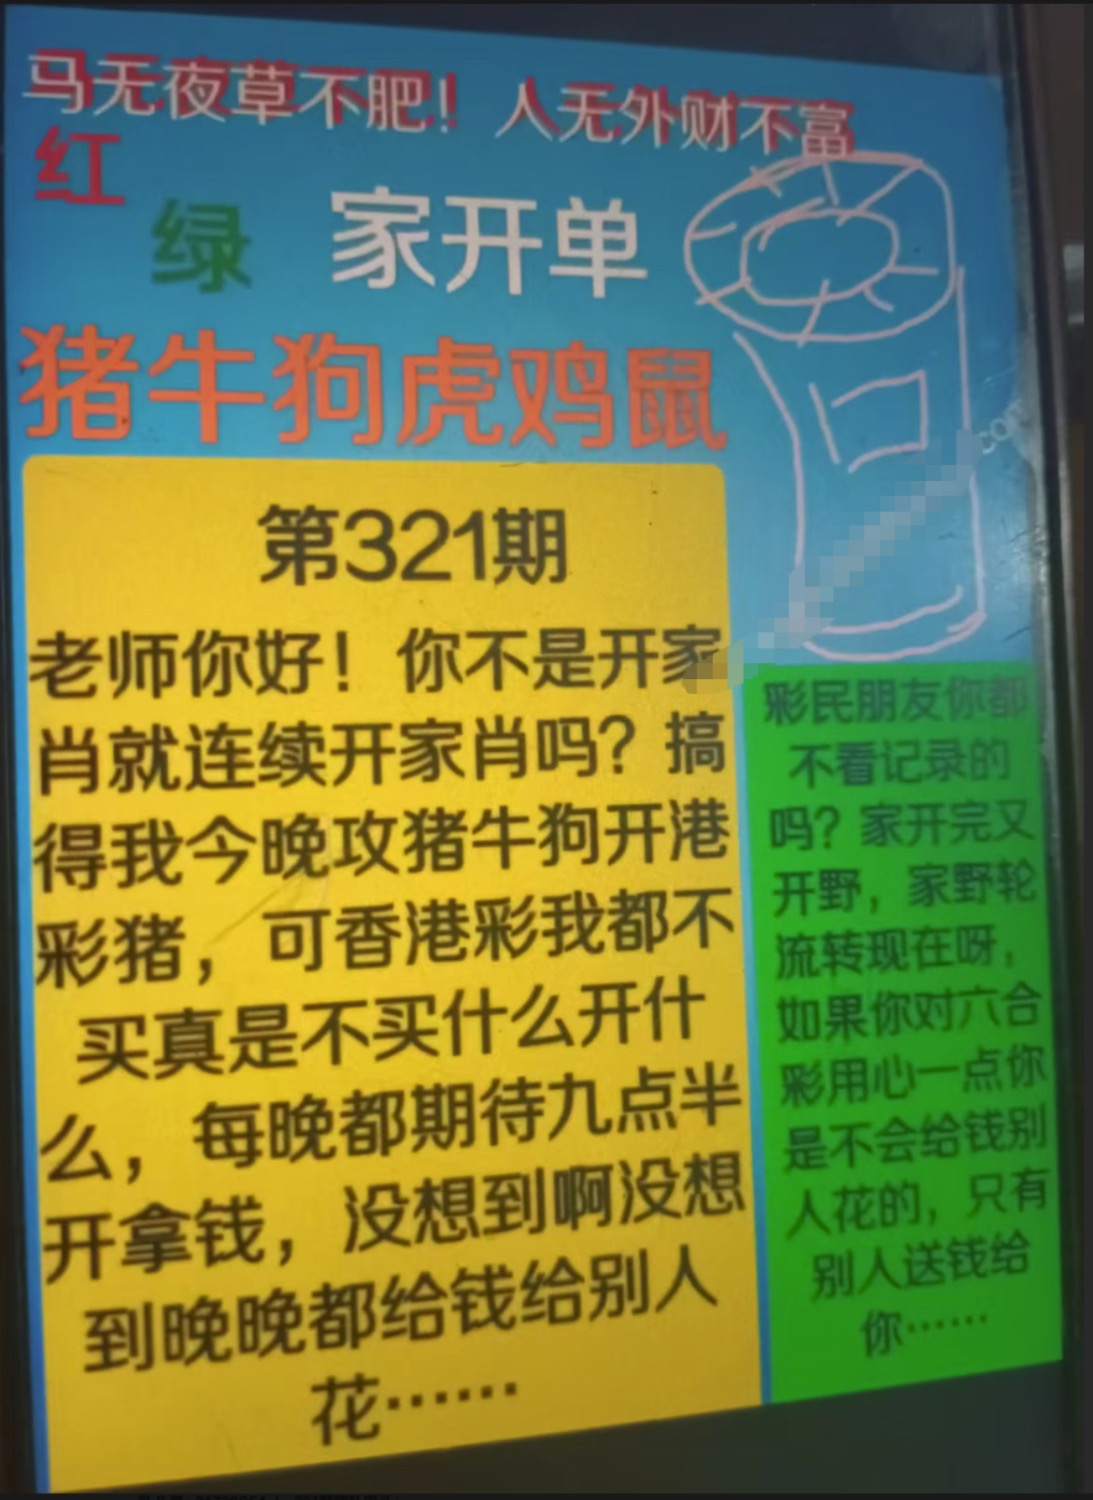 马无夜草不肥！人无外财不富
红
绿 家开单
猪牛狗虎鸡鼠
第321期
老师你好！你不是开家
肖就连续开家肖吗？搞
得我今晚攻猪牛狗开港
彩猪，可香港彩我都不
买真是不买什么开什
么，每晚都期待九点半
开拿钱，没想到啊没想
到晚晚都给钱给别人
花……
彩民朋友你都
不看记录的
吗？家开完又
开野，家野轮
流转现在呀，
如果你对六合
彩用心一点你
是不会给钱别
人花的，只有
别人送钱给
你……